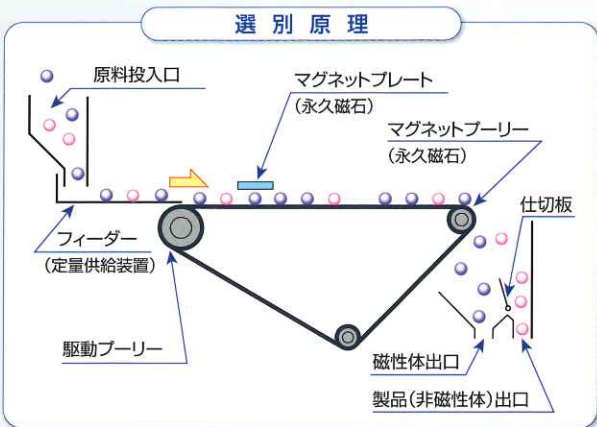 選別原理
原料投入口
マグネットプレート
(永久磁石)
マグネットプーリー
(永久磁石)
仕切板
フィーダー
(定量供給装置)
駆動プーリー
磁性体出口
製品(非磁性体)出口